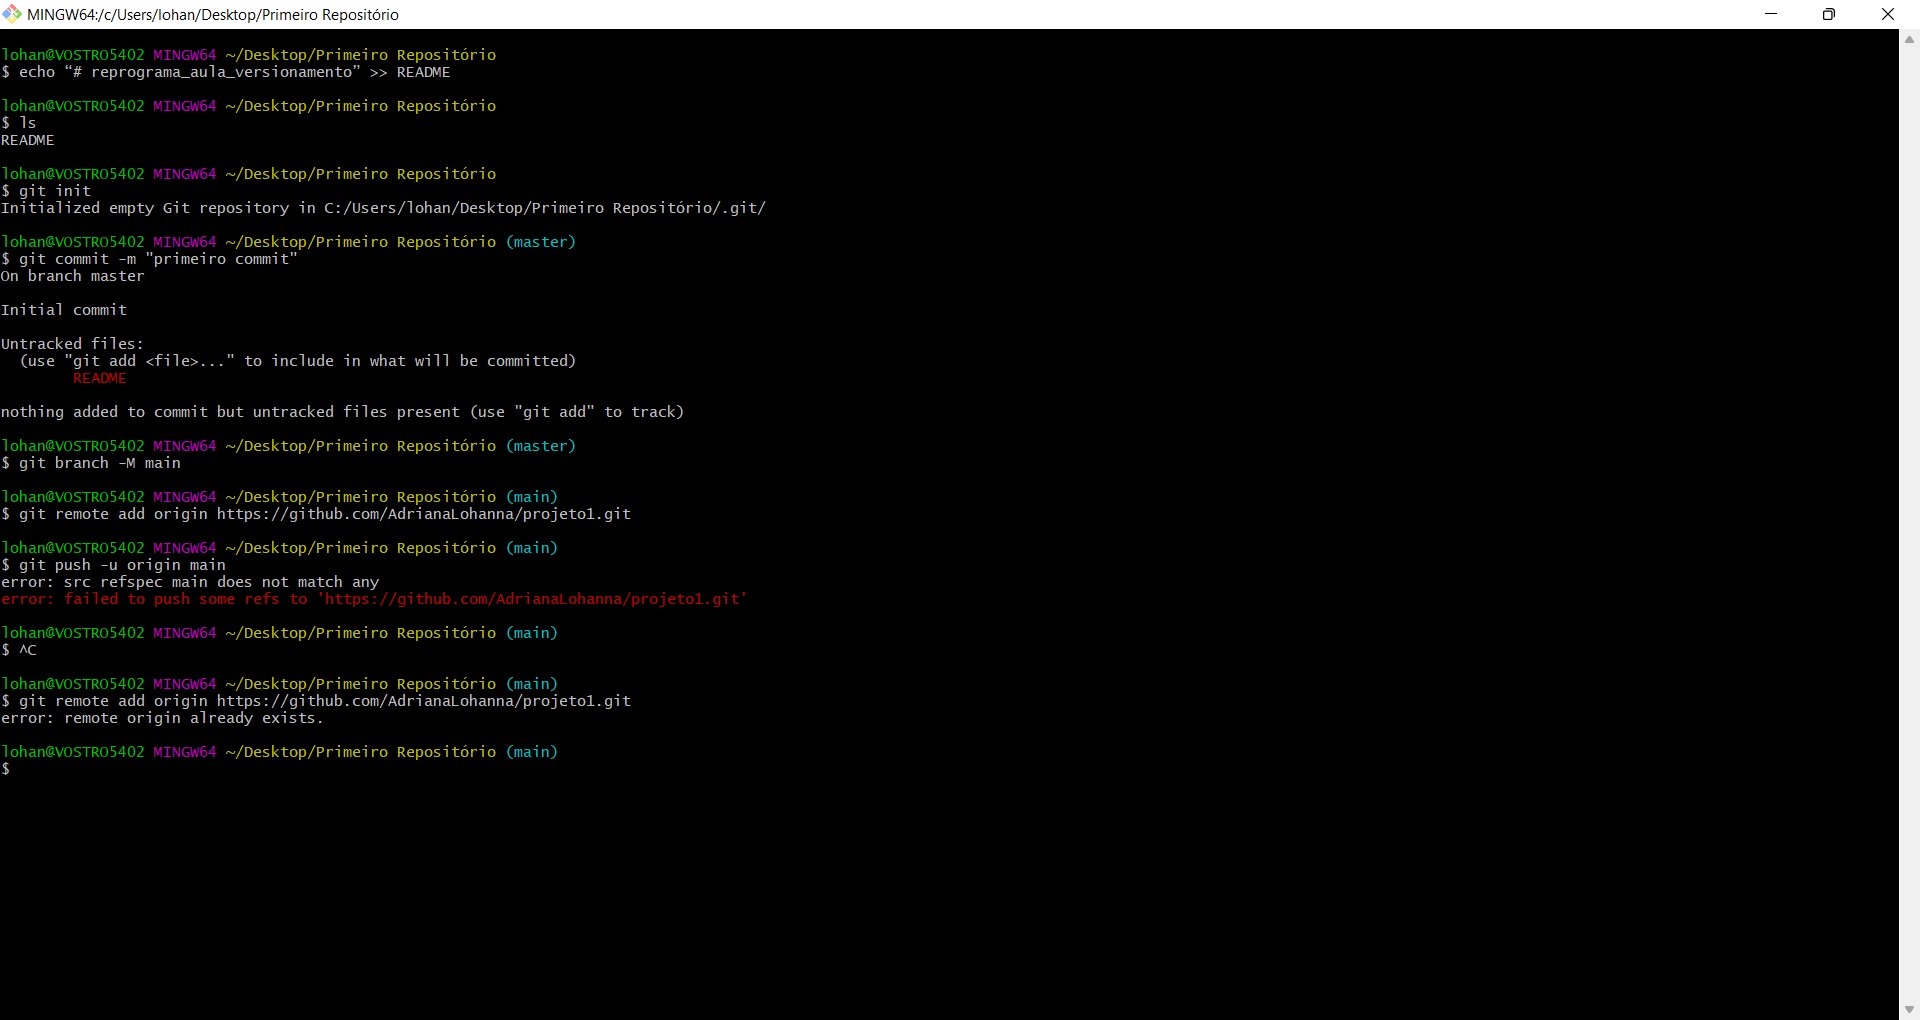 MINGW64:/c/Users/lohan/Desktop/Primeiro Repositório
lohan@VOSTRO5402 MINGW64 ~/Desktop/Primeiro Repositório
$ echo “# reprograma_aula_versionamento” >> README
lohan@VOSTRO5402 MINGW64 ~/Desktop/Primeiro Repositório
$ ls
README
lohan@VOSTRO5402 MINGW64 ~/Desktop/Primeiro Repositório
$ git init
Initialized empty Git repository in C:/Users/lohan/Desktop/Primeiro Repositório/.git/
lohan@VOSTRO5402 MINGW64 ~/Desktop/Primeiro Repositório (master)
$ git commit -m "primeiro commit"
On branch master
Initial commit
Untracked files:
  (use "git add <file>..." to include in what will be committed)
        README
nothing added to commit but untracked files present (use "git add" to track)
lohan@VOSTRO5402 MINGW64 ~/Desktop/Primeiro Repositório (master)
$ git branch -M main
lohan@VOSTRO5402 MINGW64 ~/Desktop/Primeiro Repositório (main)
$ git remote add origin https://github.com/AdrianaLohanna/projeto1.git
lohan@VOSTRO5402 MINGW64 ~/Desktop/Primeiro Repositório (main)
$ git push -u origin main
error: src refspec main does not match any
error: failed to push some refs to 'https://github.com/AdrianaLohanna/projeto1.git'
lohan@VOSTRO5402 MINGW64 ~/Desktop/Primeiro Repositório (main)
$ ^C
lohan@VOSTRO5402 MINGW64 ~/Desktop/Primeiro Repositório (main)
$ git remote add origin https://github.com/AdrianaLohanna/projeto1.git
error: remote origin already exists.
lohan@VOSTRO5402 MINGW64 ~/Desktop/Primeiro Repositório (main)
$